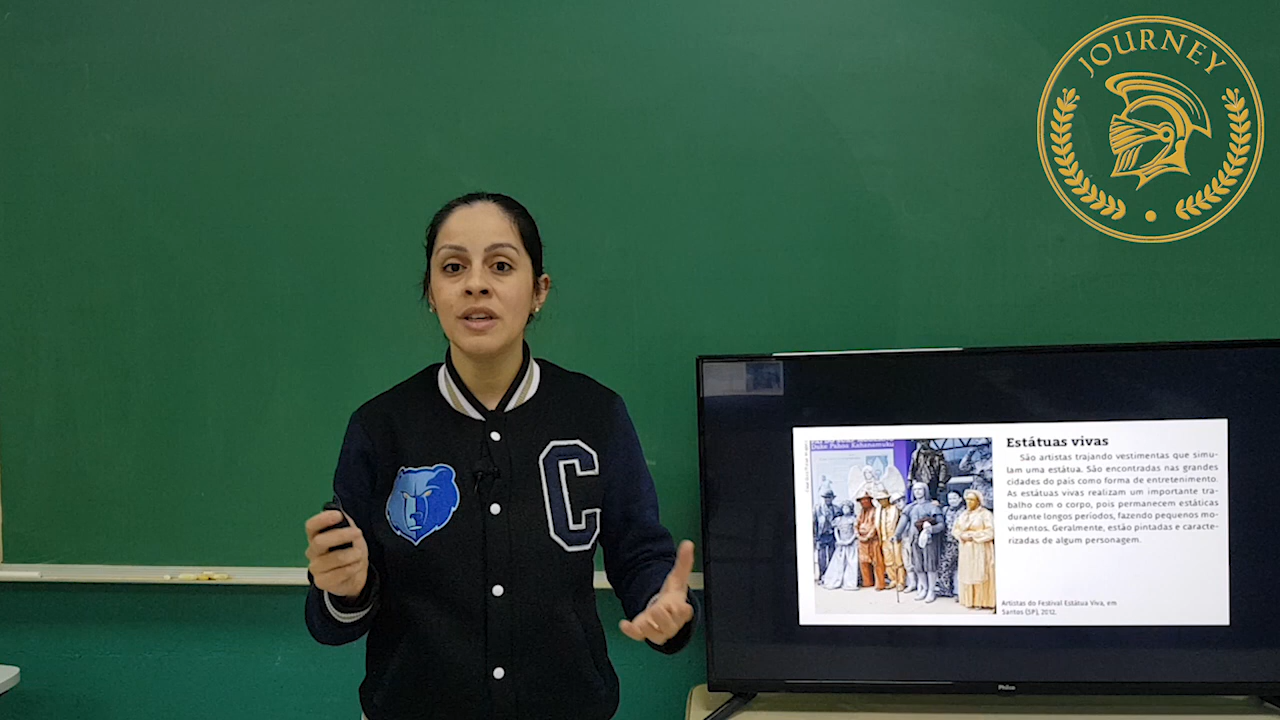 JOURNEY
C
Estátuas vivas
São artistas trajando vestimentas que simu-
lam uma estátua. São encontradas nas grandes
cidades do país como forma de entretenimento.
As estátuas vivas realizam um importante tra-
balho com o corpo, pois permanecem estáticas
durante longos períodos, fazendo pequenos mo-
vimentos. Geralmente, estão pintadas e caracte-
rizadas de algum personagem.
Artistas do Festival Estátua Viva, em
Santos (SP), 2012.
Philco